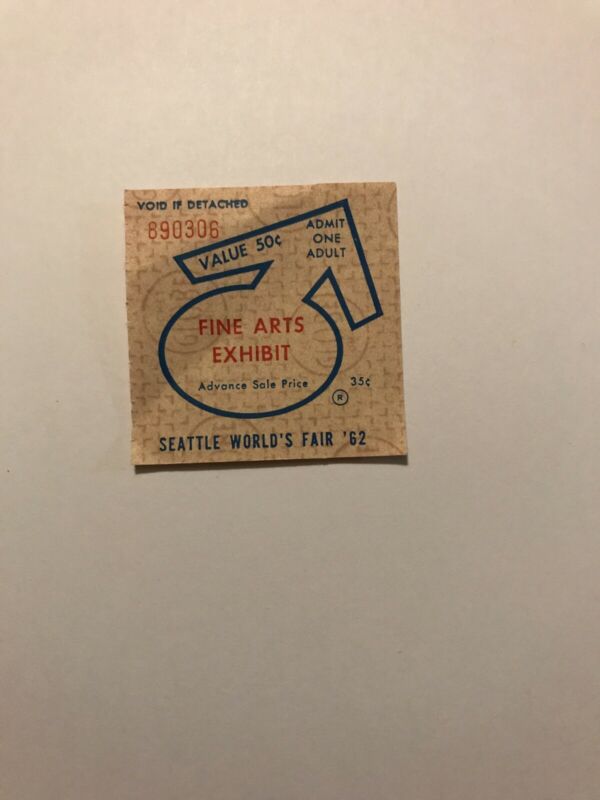 VOID IF DETACHED
890306
VALUE 50¢
ADMIT
ONE
ADULT
FINE ARTS
EXHIBIT
Advance Sale Price 35¢
®
SEATTLE WORLD'S FAIR '62